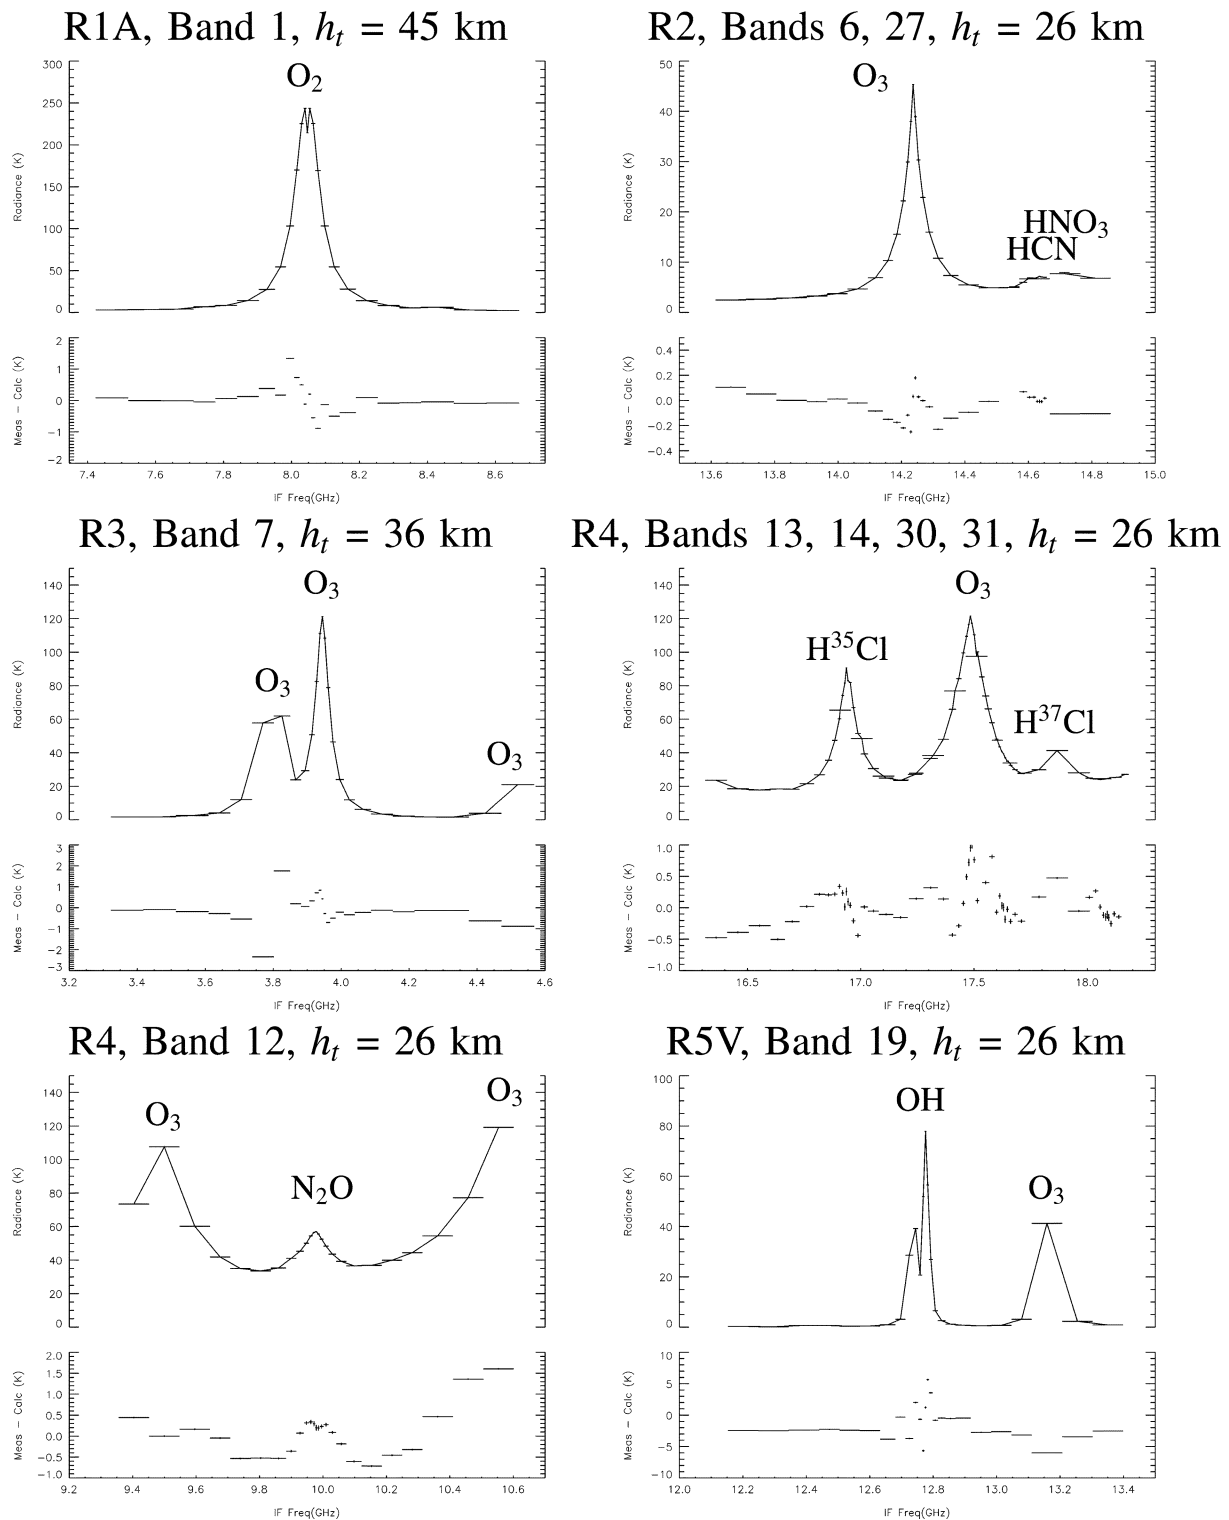 R1A, Band 1, hₜ = 45 km
300
250
200
150
100
50
0
Radiance (K)
O₂
2
1
0
−1
−2
Meas − Calc (K)
7.4 7.6 7.8 8.0 8.2 8.4 8.6
IF Freq(GHz)
R2, Bands 6, 27, hₜ = 26 km
50
40
30
20
10
0
Radiance (K)
O₃
HNO₃
HCN
0.4
0.2
0.0
−0.2
−0.4
Meas − Calc (K)
13.6 13.8 14.0 14.2 14.4 14.6 14.8 15.0
IF Freq(GHz)
R3, Band 7, hₜ = 36 km
140
120
100
80
60
40
20
0
Radiance (K)
O₃
O₃
O₃
3
2
1
0
−1
−2
−3
Meas − Calc (K)
3.2 3.4 3.6 3.8 4.0 4.2 4.4 4.6
IF Freq(GHz)
R4, Bands 13, 14, 30, 31, hₜ = 26 km
140
120
100
80
60
40
20
0
Radiance (K)
O₃
H³⁵Cl
H³⁷Cl
1.0
0.5
0.0
−0.5
−1.0
Meas − Calc (K)
16.5 17.0 17.5 18.0
IF Freq(GHz)
R4, Band 12, hₜ = 26 km
140
120
100
80
60
40
20
0
Radiance (K)
O₃
O₃
N₂O
2.0
1.5
1.0
0.5
0.0
−0.5
−1.0
Meas − Calc (K)
9.2 9.4 9.6 9.8 10.0 10.2 10.4 10.6
IF Freq(GHz)
R5V, Band 19, hₜ = 26 km
100
80
60
40
20
0
Radiance (K)
OH
O₃
10
5
0
−5
−10
Meas − Calc (K)
12.0 12.2 12.4 12.6 12.8 13.0 13.2 13.4
IF Freq(GHz)